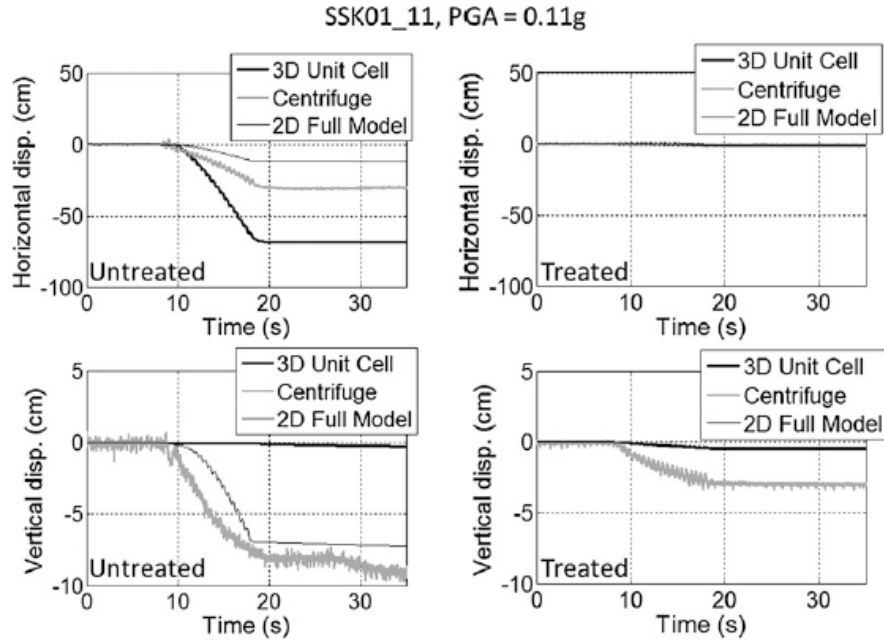 SSK01_11, PGA = 0.11g
Horizontal disp. (cm)
50
0
-50
-100
3D Unit Cell
Centrifuge
2D Full Model
Untreated
0 10 20 30
Time (s)
Horizontal disp. (cm)
50
0
-50
-100
3D Unit Cell
Centrifuge
2D Full Model
Treated
0 10 20 30
Time (s)
Vertical disp. (cm)
5
0
-5
-10
3D Unit Cell
Centrifuge
2D Full Model
Untreated
0 10 20 30
Time (s)
Vertical disp. (cm)
5
0
-5
-10
3D Unit Cell
Centrifuge
2D Full Model
Treated
0 10 20 30
Time (s)